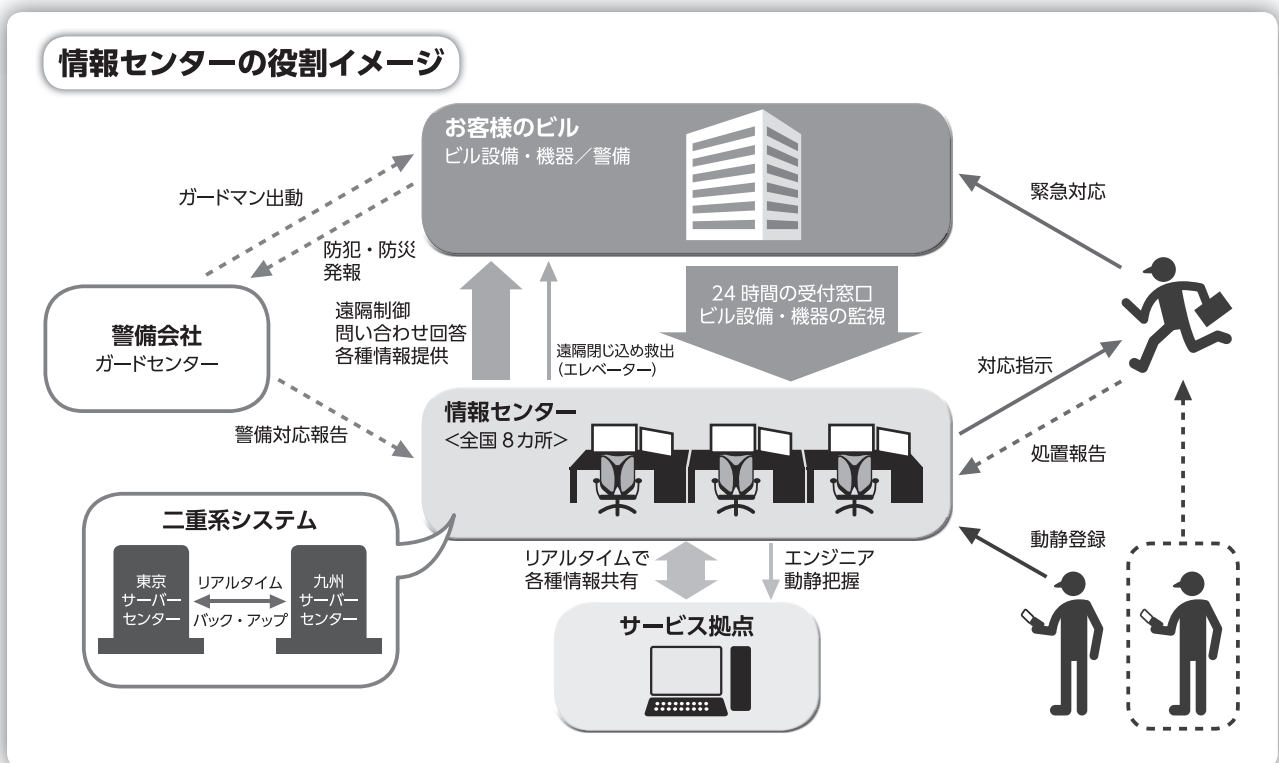 情報センターの役割イメージ
お客様のビル
ビル設備・機器／警備
ガードマン出動
緊急対応
防犯・防災
発報
警備会社
ガードセンター
遠隔制御
問い合わせ回答
各種情報提供
遠隔閉じ込め救出
（エレベーター）
24時間の受付窓口
ビル設備・機器の監視
対応指示
警備対応報告
情報センター
＜全国8カ所＞
処置報告
二重系システム
東京
サーバー
センター
リアルタイム
バック・アップ
九州
サーバー
センター
リアルタイムで
各種情報共有
エンジニア
動静把握
動静登録
サービス拠点